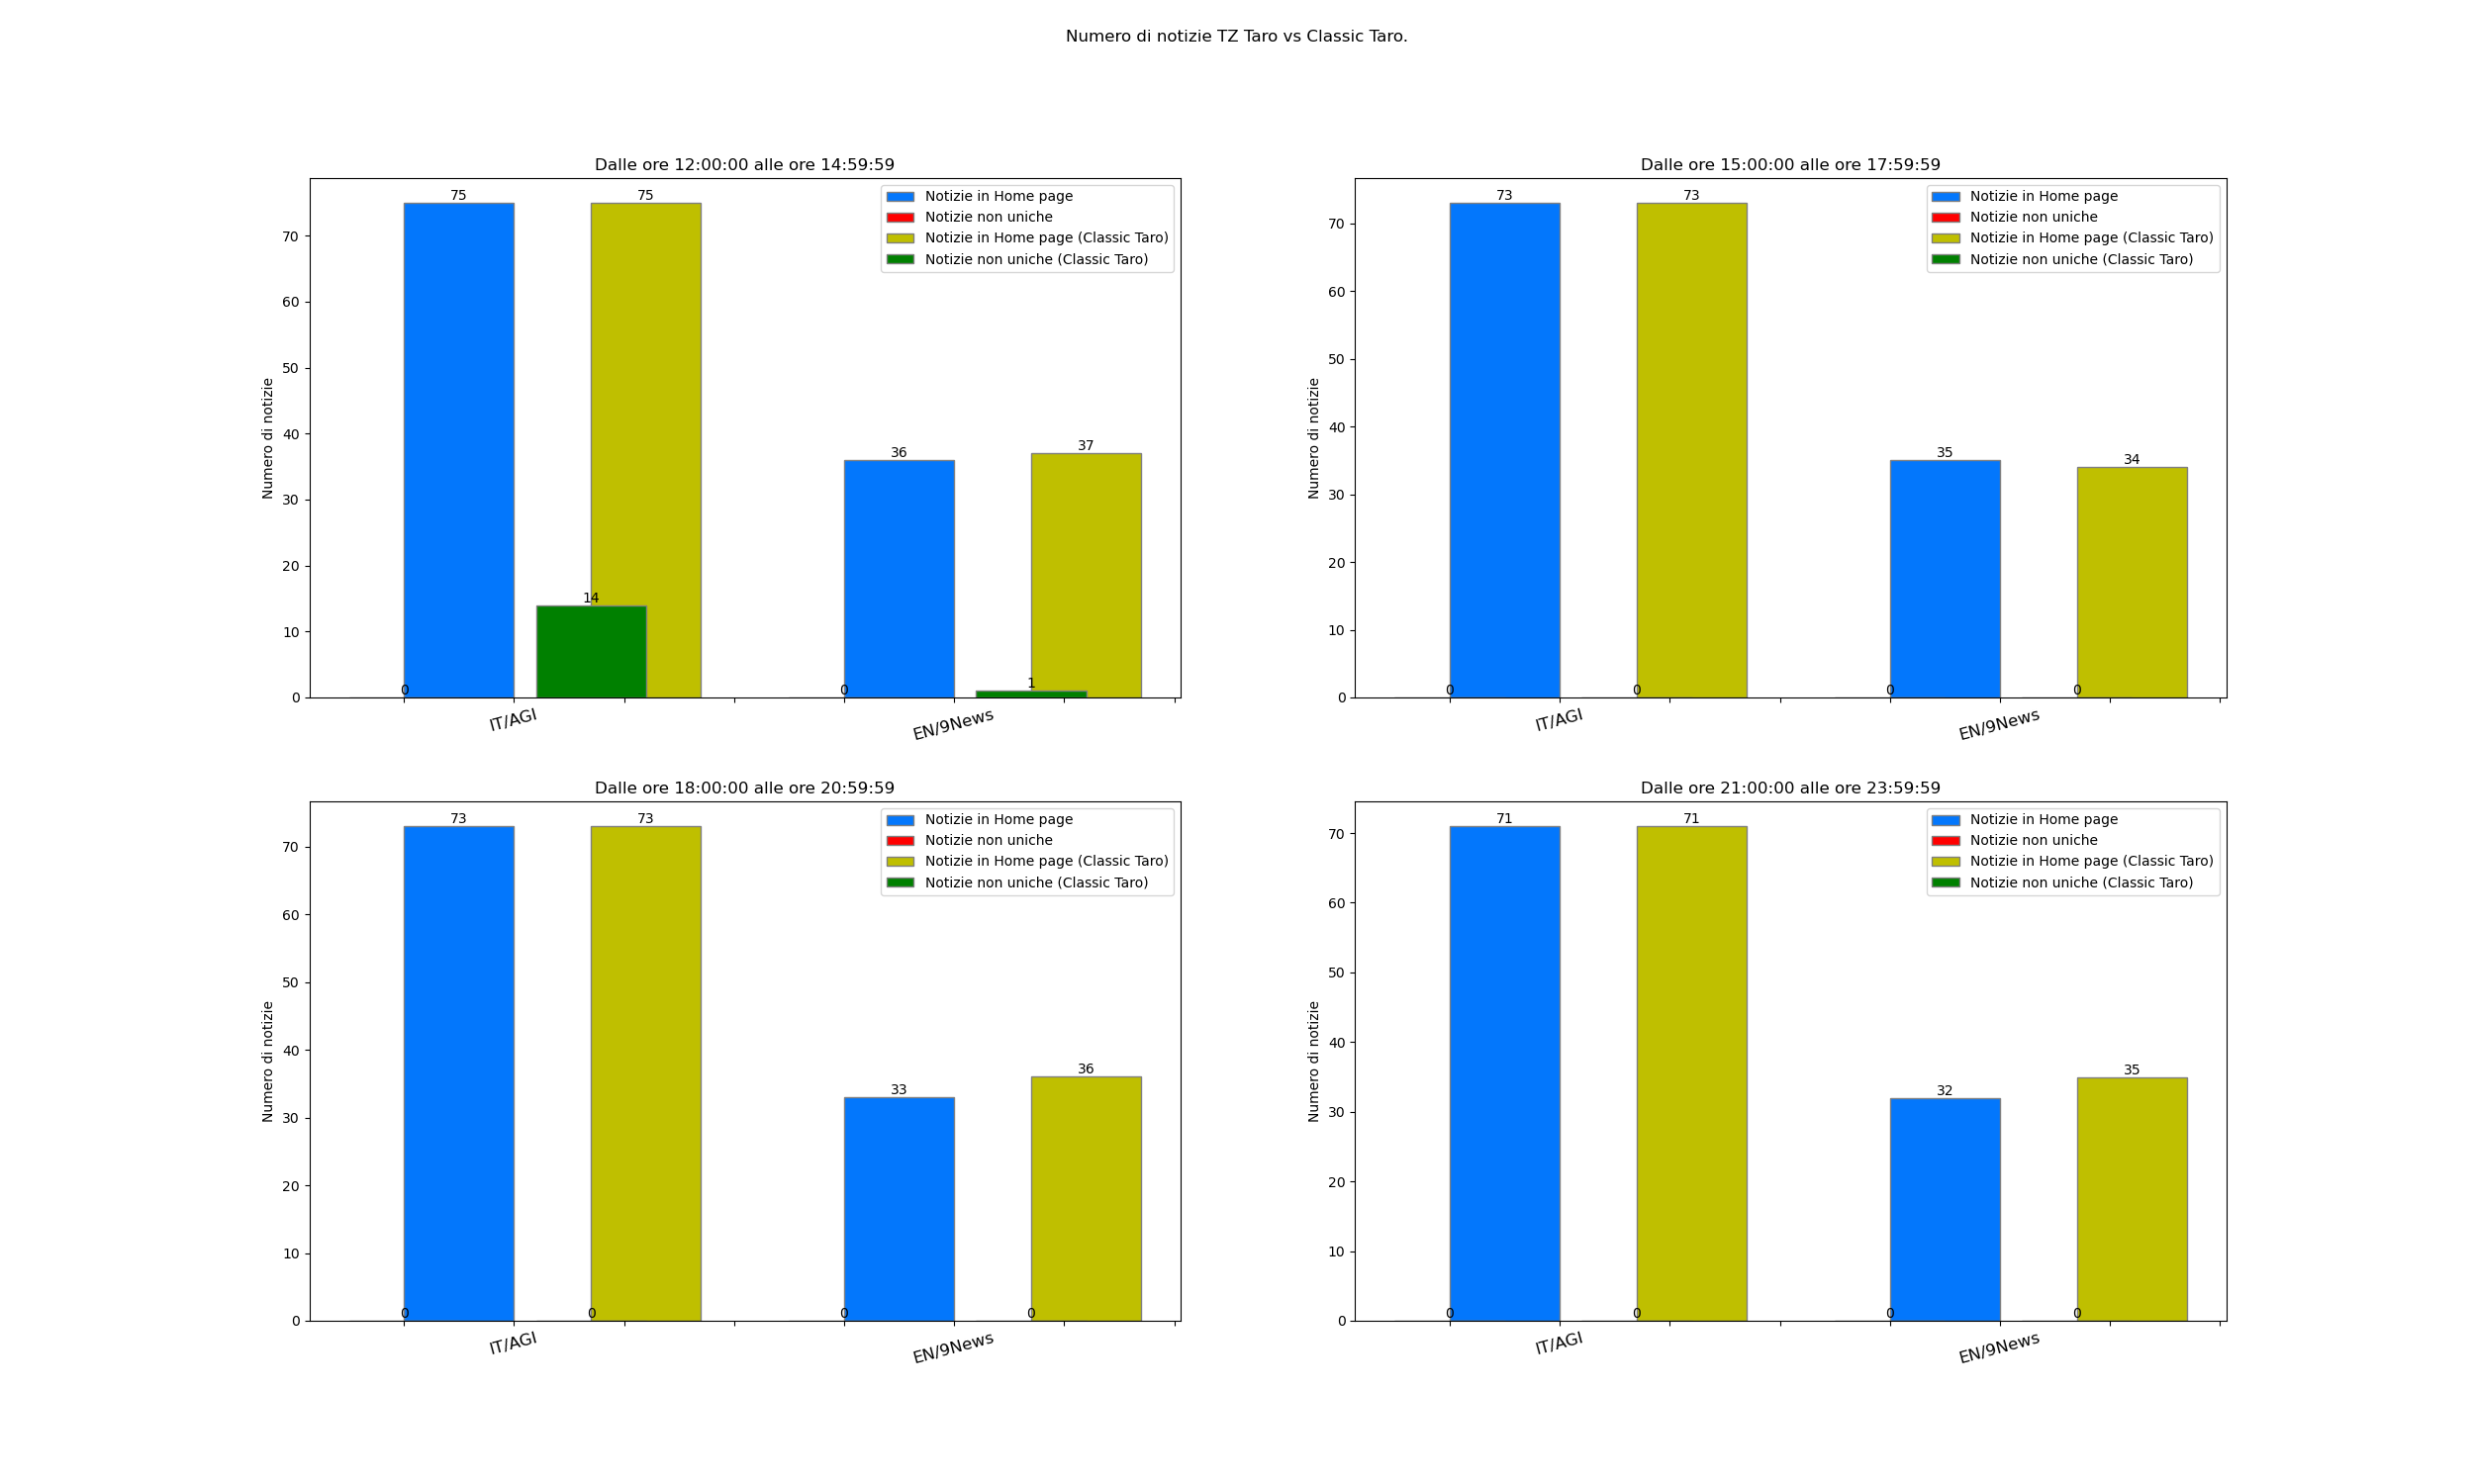 Numero di notizie TZ Taro vs Classic Taro.
Dalle ore 12:00:00 alle ore 14:59:59
Numero di notizie
70
60
50
40
30
20
10
0
75
75
14
0
36
37
0
1
IT/AGI
EN/9News
Notizie in Home page
Notizie non uniche
Notizie in Home page (Classic Taro)
Notizie non uniche (Classic Taro)
Dalle ore 15:00:00 alle ore 17:59:59
Numero di notizie
70
60
50
40
30
20
10
0
73
73
0
0
35
34
0
0
IT/AGI
EN/9News
Notizie in Home page
Notizie non uniche
Notizie in Home page (Classic Taro)
Notizie non uniche (Classic Taro)
Dalle ore 18:00:00 alle ore 20:59:59
Numero di notizie
70
60
50
40
30
20
10
0
73
73
0
0
33
36
0
0
IT/AGI
EN/9News
Notizie in Home page
Notizie non uniche
Notizie in Home page (Classic Taro)
Notizie non uniche (Classic Taro)
Dalle ore 21:00:00 alle ore 23:59:59
Numero di notizie
70
60
50
40
30
20
10
0
71
71
0
0
32
35
0
0
IT/AGI
EN/9News
Notizie in Home page
Notizie non uniche
Notizie in Home page (Classic Taro)
Notizie non uniche (Classic Taro)